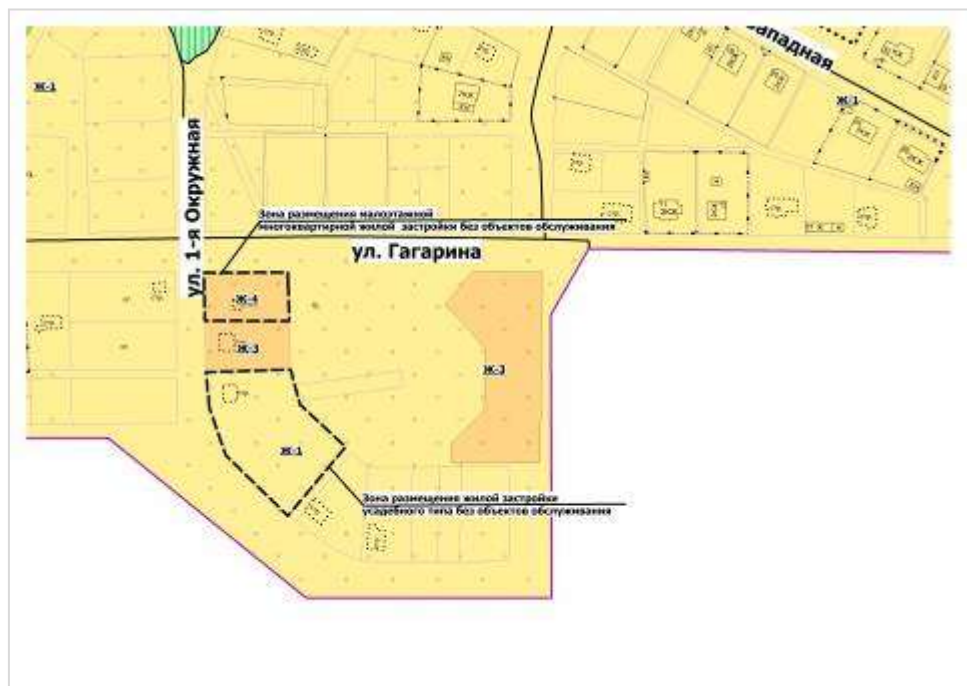 Западная
Ж-1
Ж-1
ул. 1-я Окружная
Зона размещения малоэтажной
многоквартирной жилой застройки без объектов обслуживания
ул. Гагарина
Ж-4
Ж-3
Ж-3
Ж-1
Зона размещения жилой застройки
усадебного типа без объектов обслуживания